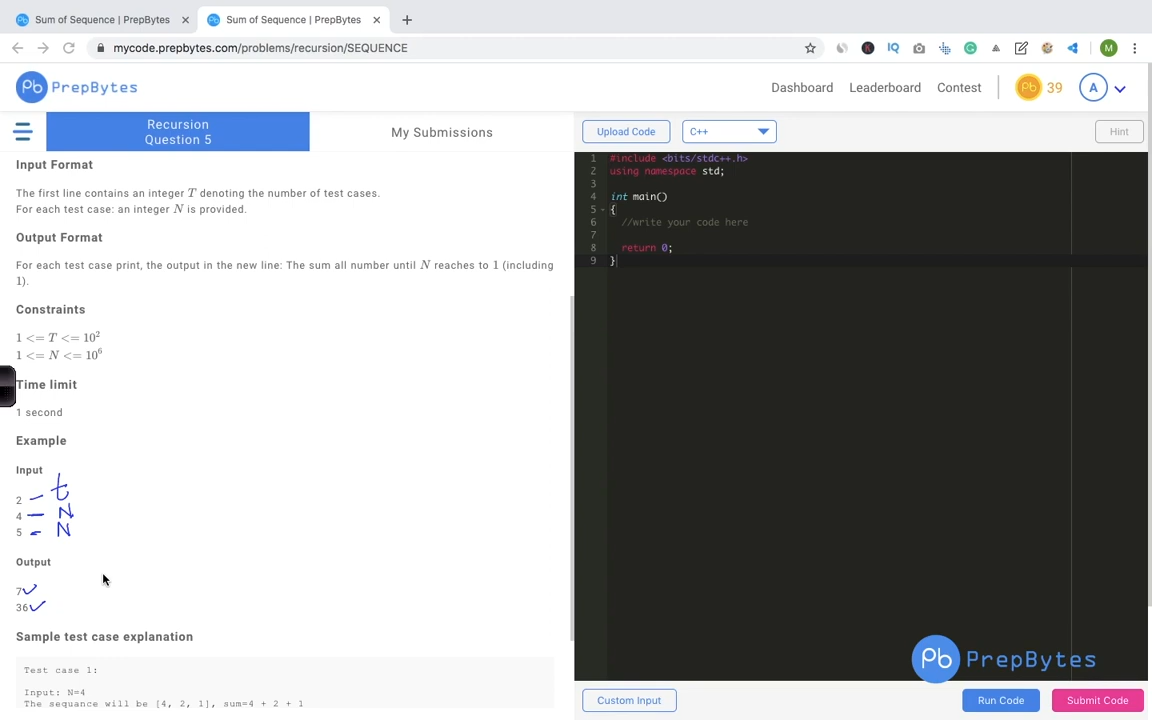 Sum of Sequence | PrepBytes
Sum of Sequence | PrepBytes
mycode.prepbytes.com/problems/recursion/SEQUENCE
IQ
M
Pb PrepBytes
Dashboard
Leaderboard
Contest
Pb 39
A
Recursion
Question 5
My Submissions
Upload Code
C++
Hint
Input Format
The first line contains an integer T denoting the number of test cases.
For each test case: an integer N is provided.
Output Format
For each test case print, the output in the new line: The sum all number until N reaches to 1 (including
1).
Constraints
1 <= T <= 10²
1 <= N <= 10⁶
Time limit
1 second
Example
Input
2 – t
4 – N
5 – N
Output
7
36
Sample test case explanation
Test case 1:
Input: N=4
The sequance will be [4, 2, 1], sum=4 + 2 + 1
1 #include <bits/stdc++.h>
2 using namespace std;
3
4 int main()
5 {
6 //write your code here
7
8 return 0;
9 }
Pb PrepBytes
Custom Input
Run Code
Submit Code